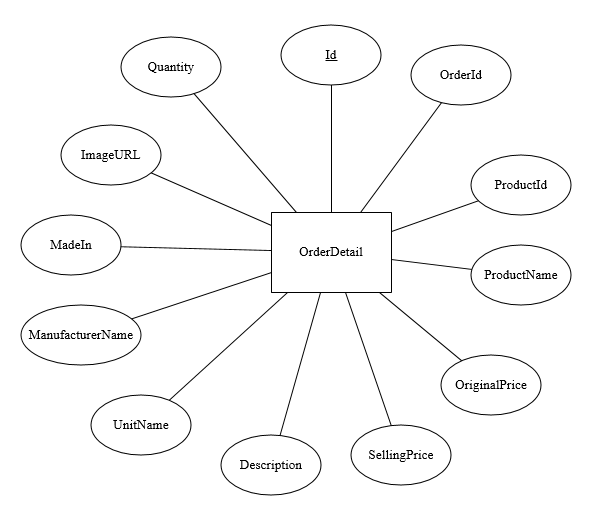 Id
Quantity
OrderId
ImageURL
ProductId
MadeIn
OrderDetail
ProductName
ManufacturerName
OriginalPrice
UnitName
SellingPrice
Description